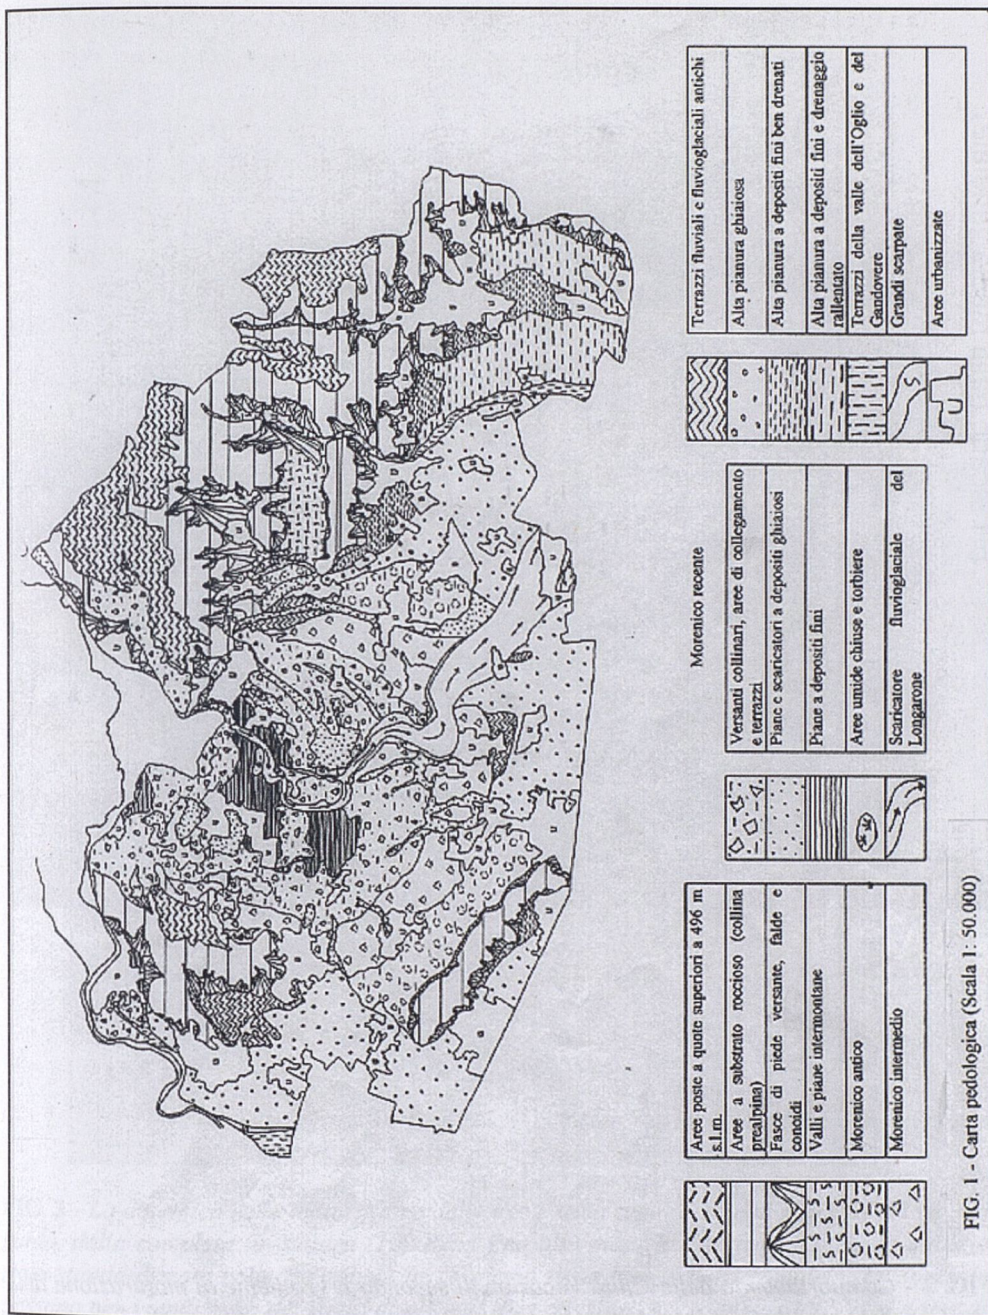 Aree poste a quote superiori a 496 m
s.l.m.
Aree a substrato roccioso (collina
prealpina)
Fasce di piede versante, falde e
conoidi
Valli e piane intermontane
Morenico antico
Morenico intermedio
Morenico recente
Versanti collinari, aree di collegamento
e terrazzi
Piane e scaricatori a depositi ghiaiosi
Piane a depositi fini
Aree umide chiuse e torbiere
Scaricatore fluvioglaciale del
Longarone
Terrazzi fluviali e fluvioglaciali antichi
Alta pianura ghiaiosa
Alta pianura a depositi fini ben drenati
Alta pianura a depositi fini e drenaggio
rallentato
Terrazzi della valle dell'Oglio e del
Gandovere
Grandi scarpate
Aree urbanizzate
FIG. 1 - Carta pedologica (Scala 1: 50.000)